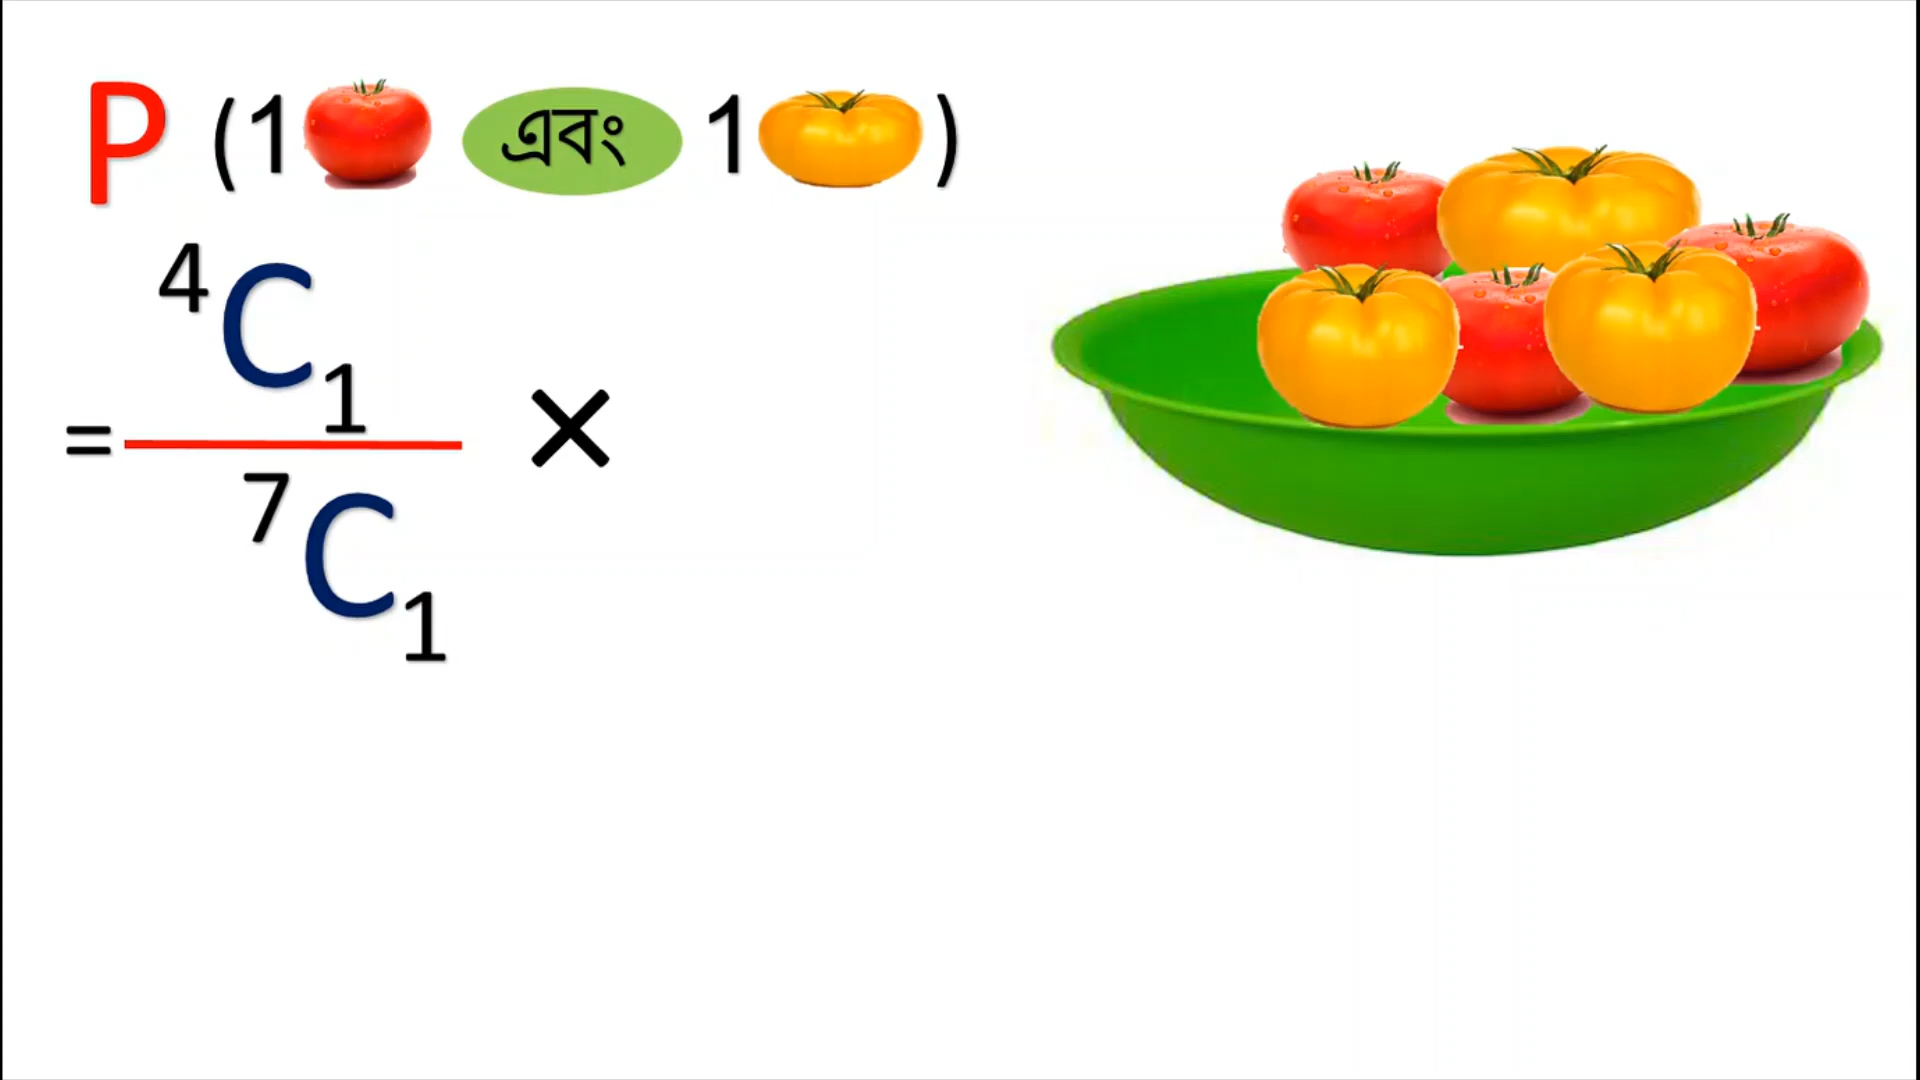 P (1 এবং 1 )
= ⁴C₁ / ⁷C₁ ×